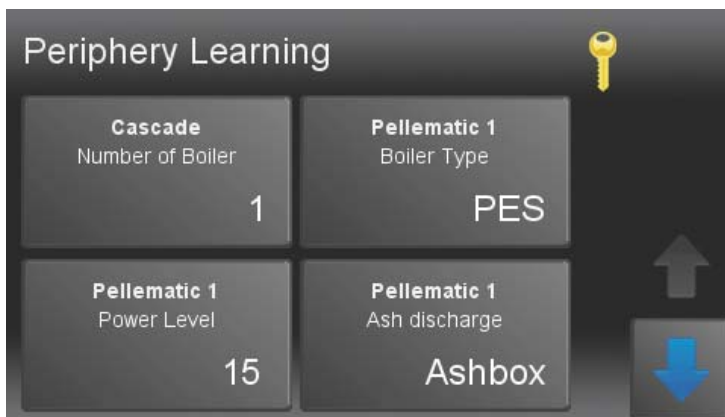 Periphery Learning
Cascade
Number of Boiler
1
Pellematic 1
Boiler Type
PES
Pellematic 1
Power Level
15
Pellematic 1
Ash discharge
Ashbox